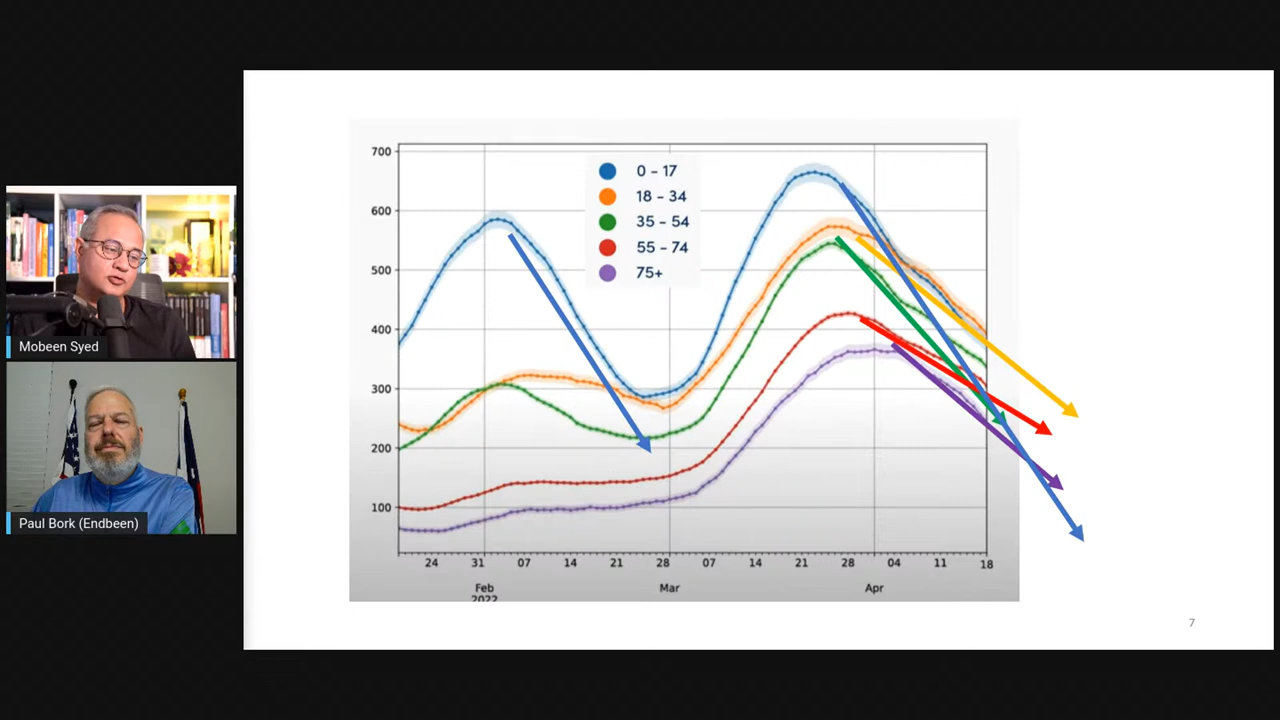 Mobeen Syed
Paul Bork (Endbeen)
700
600
500
400
300
200
100
0 - 17
18 - 34
35 - 54
55 - 74
75+
24 31 07 14 21 28 07 14 21 28 04 11 18
Feb Mar Apr
2022
7